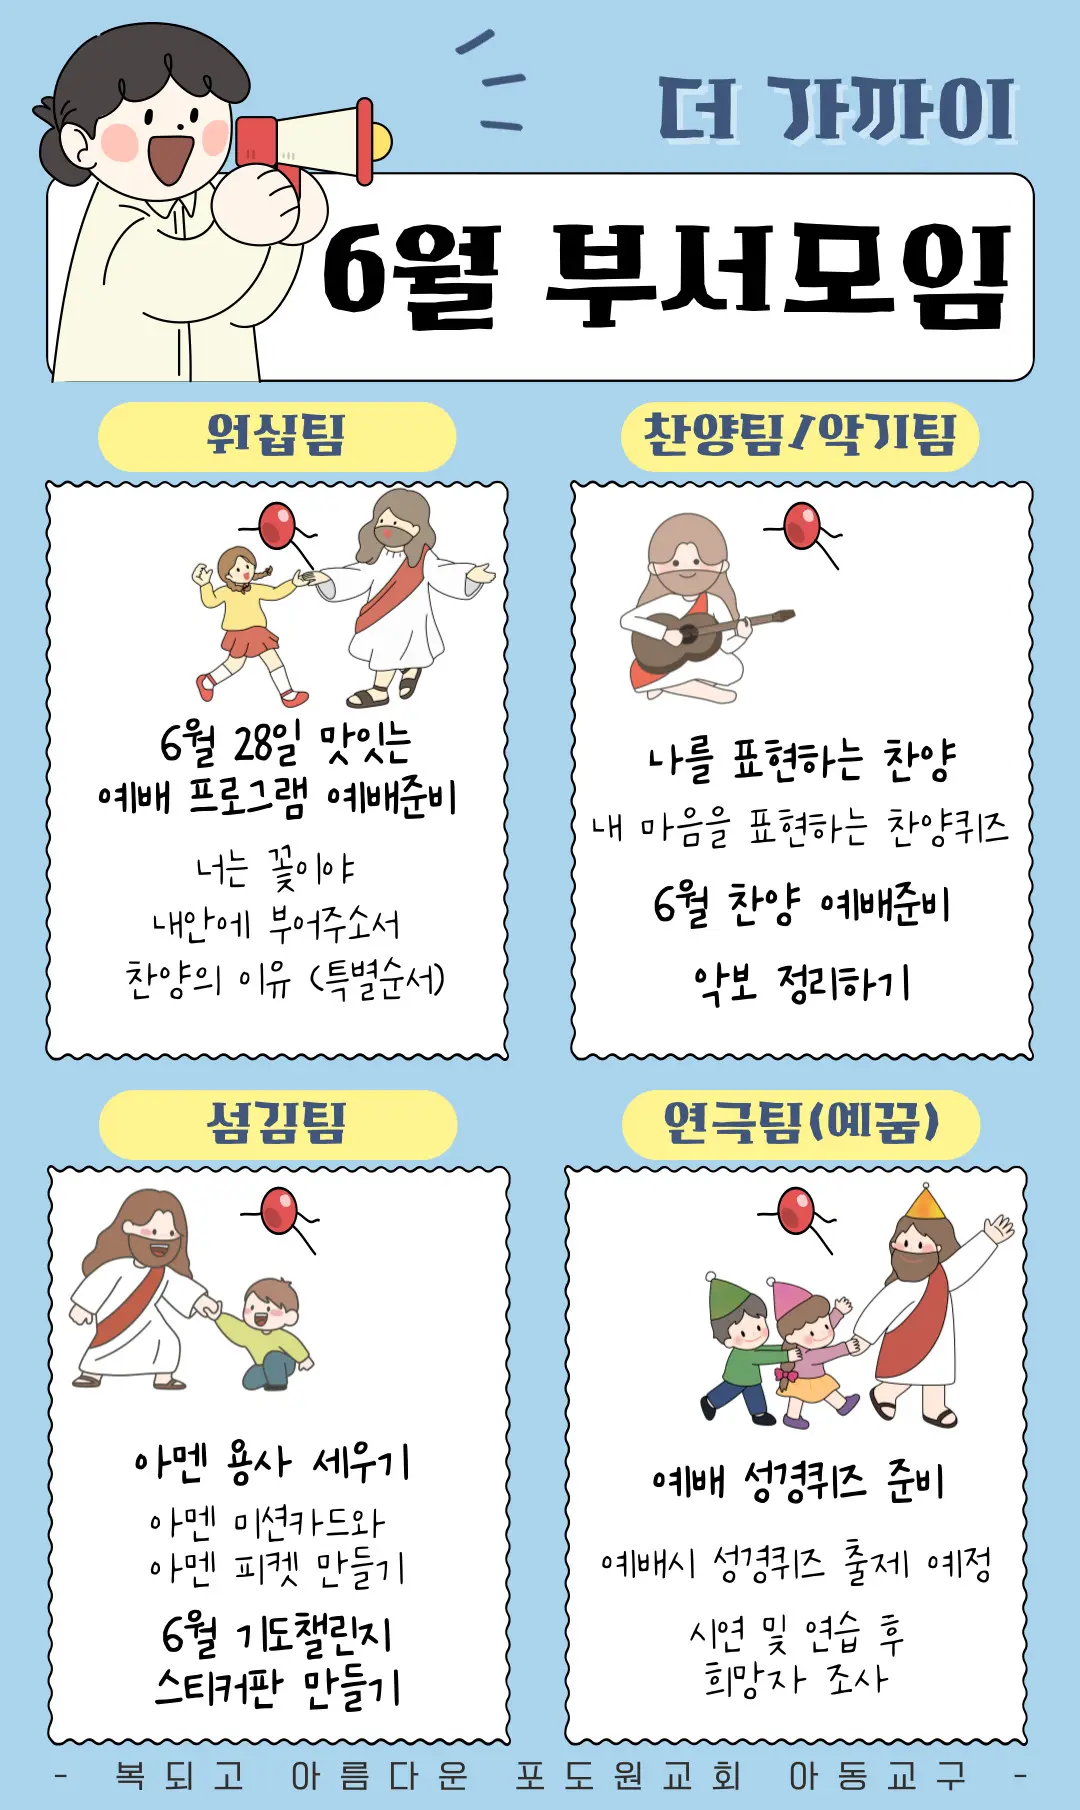 더 가까이
6월 부서모임
워십팀
6월 28일 맛잇는
예배 프로그램 예배준비
너는 꽃이야
내안에 부어주소서
찬양의 이유 (특별순서)
찬양팀/악기팀
나를 표현하는 찬양
내 마음을 표현하는 찬양퀴즈
6월 찬양 예배준비
악보 정리하기
섬김팀
아멘 용사 세우기
아멘 미션카드와
아멘 피켓 만들기
6월 기도챌린지
스티커판 만들기
연극팀(예꿈)
예배 성경퀴즈 준비
예배시 성경퀴즈 출제 예정
시연 및 연습 후
희망자 조사
- 복되고 아름다운 포도원교회 아동교구 -